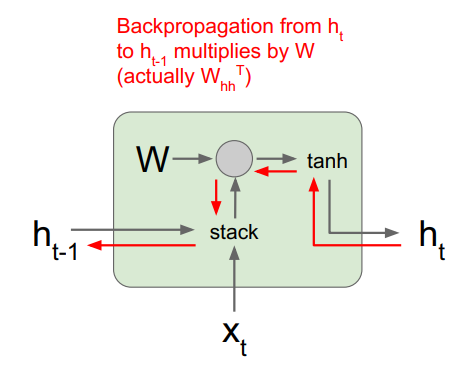 Backpropagation from h_t
to h_t-1 multiplies by W
(actually W_hh^T)
W
tanh
h_t-1
stack
h_t
x_t